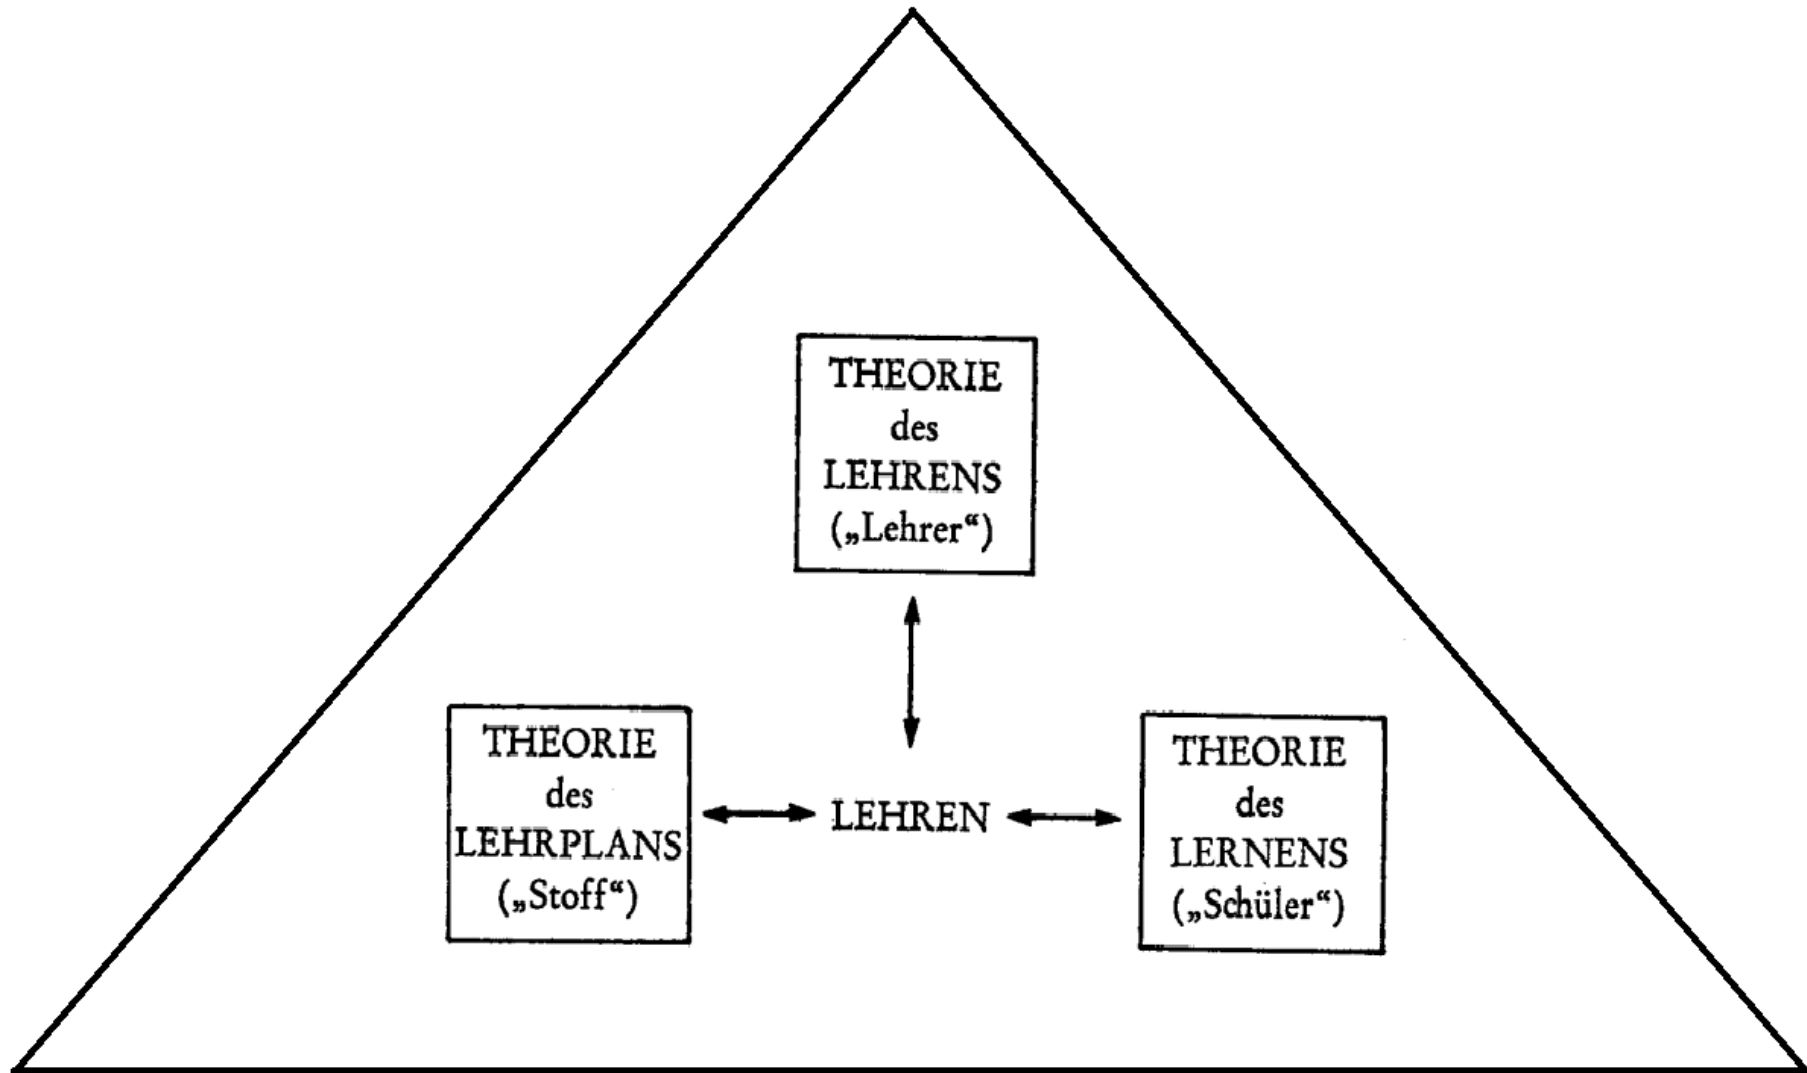 THEORIE
des
LEHRENS
(„Lehrer“)
THEORIE
des
LEHRPLANS
(„Stoff“)
LEHREN
THEORIE
des
LERNENS
(„Schüler“)